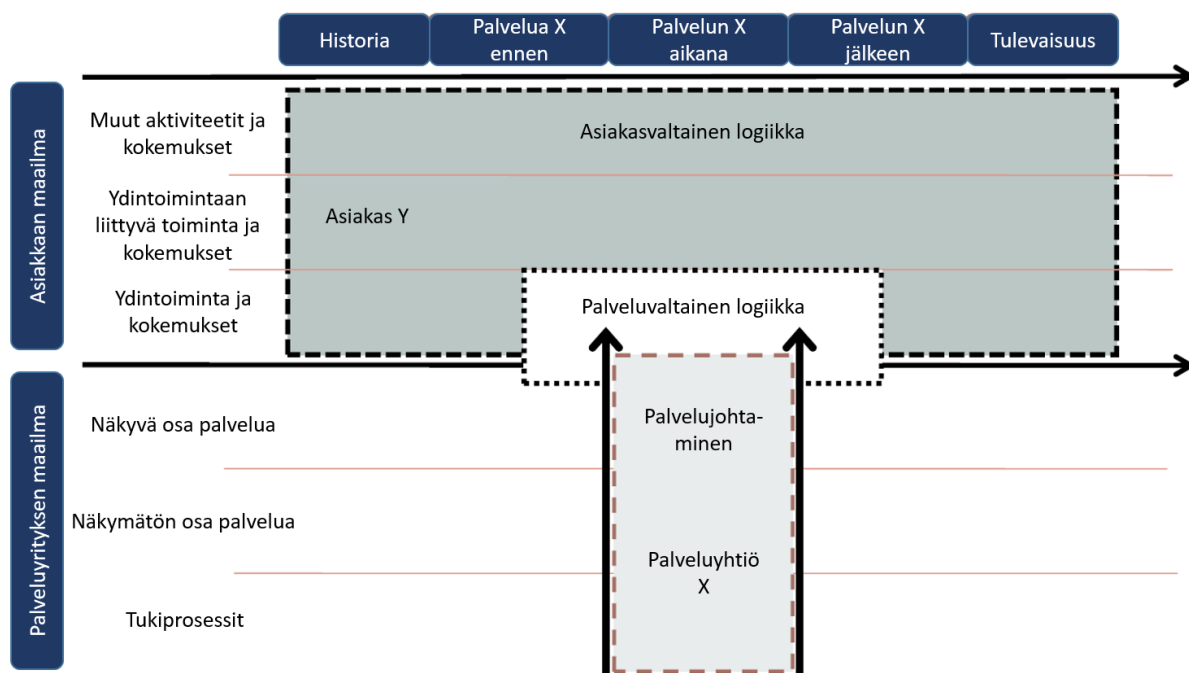 Historia
Palvelua X
ennen
Palvelun X
aikana
Palvelun X
jälkeen
Tulevaisuus
Asiakkaan maailma
Muut aktiviteetit ja
kokemukset
Asiakasvaltainen logiikka
Ydintoimintaan
liittyvä toiminta ja
kokemukset
Asiakas Y
Ydintoiminta ja
kokemukset
Palveluvaltainen logiikka
Palveluyrityksen maailma
Näkyvä osa palvelua
Palvelujohta-
minen
Näkymätön osa palvelua
Palveluyhtiö
X
Tukiprosessit